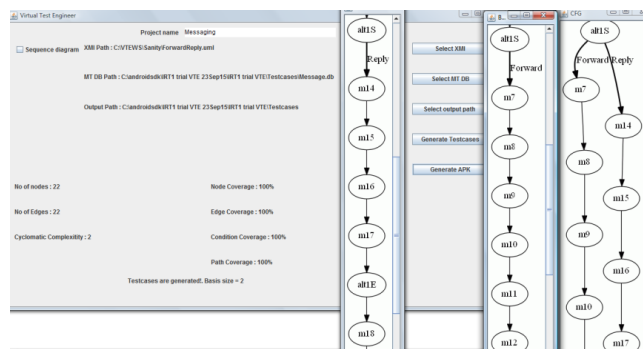 Virtual Test Engineer
Project name Messaging
Sequence diagram
XMI Path : C:\VTEWS\Sanity\ForwardReply.uml
MT DB Path : C:\androidsdk\IRT1 trial VTE 23Sep15\IRT1 trial VTE\Testcases\Message.db
Output Path : C:\androidsdk\IRT1 trial VTE 23Sep15\IRT1 trial VTE\Testcases
No of nodes : 22
Node Coverage : 100%
No of Edges : 22
Edge Coverage : 100%
Cyclomatic Complexitity : 2
Condition Coverage : 100%
Path Coverage : 100%
Testcases are generated!. Basis size = 2
alt1S
Reply
m14
m15
m16
m17
alt1E
m18
Select XMI
Select MT DB
Select output path
Generate Testcases
Generate APK
B...
alt1S
Forward
m7
m8
m9
m10
m11
m12
CFG
alt1S
Forward Reply
m7
m14
m8
m15
m9
m16
m10
m17